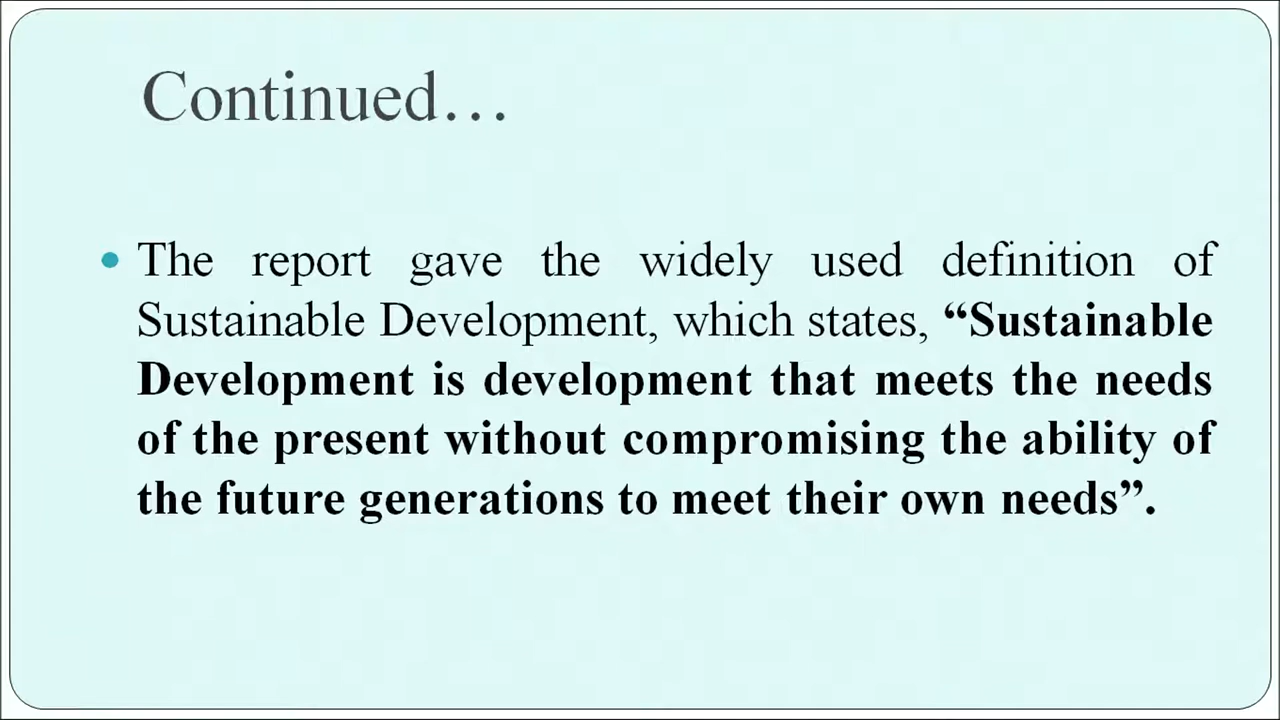 Continued…
The report gave the widely used definition of
Sustainable Development, which states, “Sustainable
Development is development that meets the needs
of the present without compromising the ability of
the future generations to meet their own needs”.